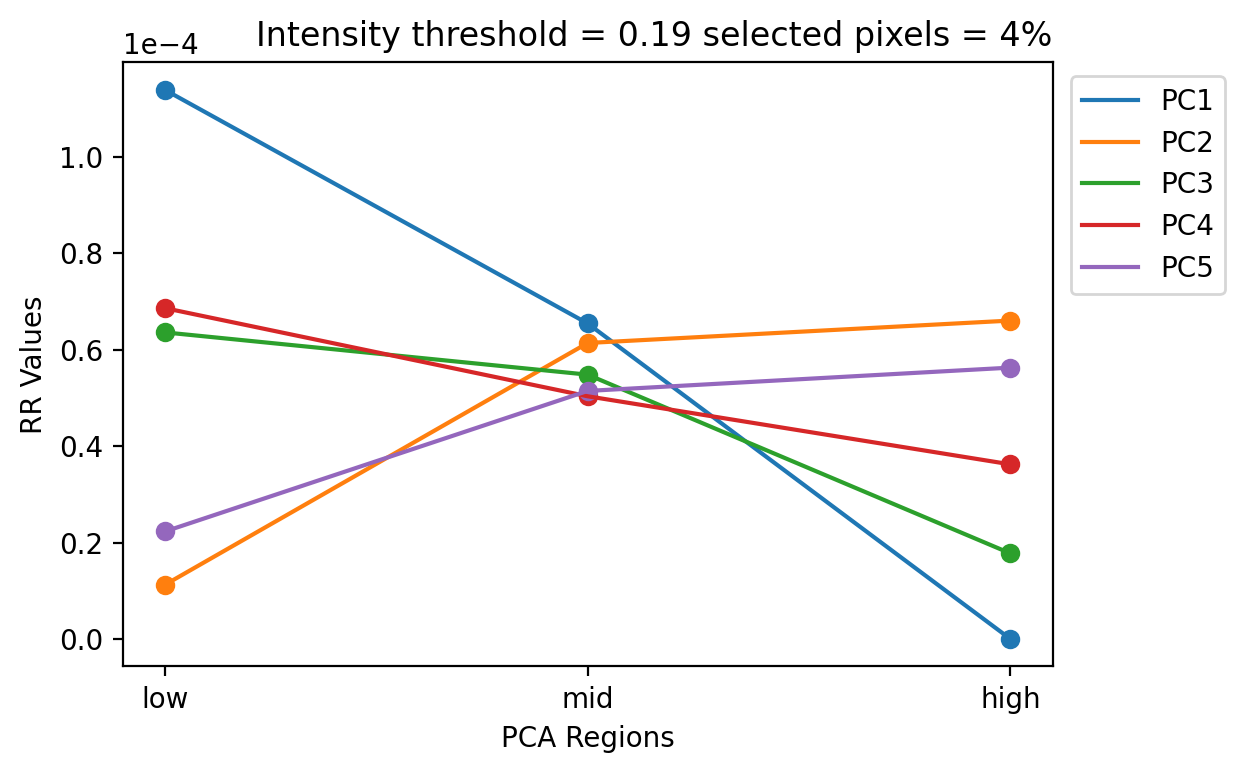 Intensity threshold = 0.19 selected pixels = 4%
1e−4
1.0
0.8
0.6
0.4
0.2
0.0
RR Values
low mid high
PCA Regions
PC1
PC2
PC3
PC4
PC5